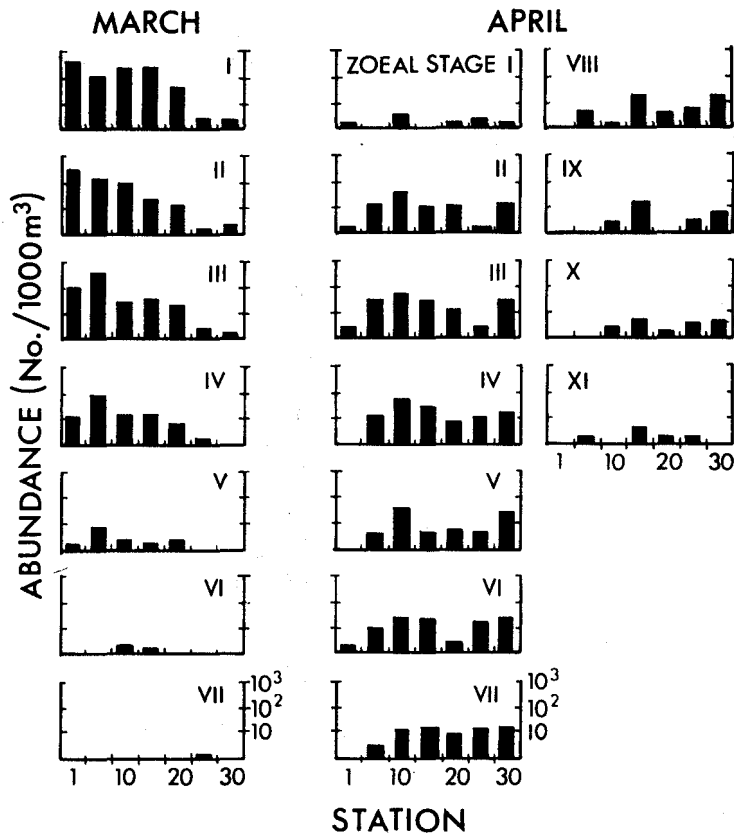 MARCH
APRIL
ABUNDANCE (No./1000m³)
I
II
III
IV
V
VI
VII
10³
10²
10
1 10 20 30
ZOEAL STAGE I
II
III
IV
V
VI
VII
10³
10²
10
1 10 20 30
VIII
IX
X
XI
1 10 20 30
STATION